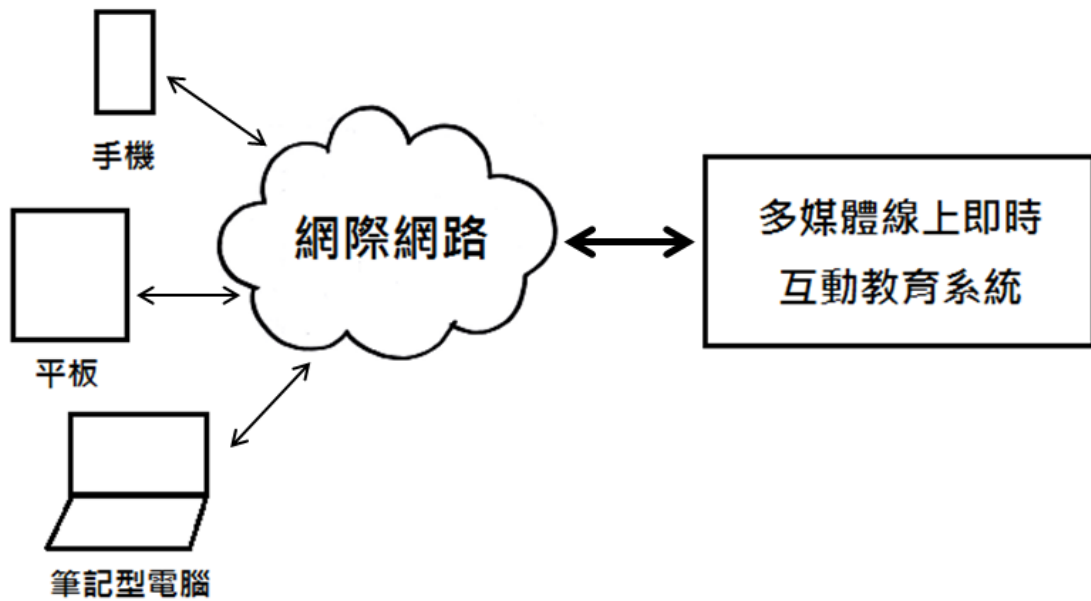 手機
網際網路
多媒體線上即時
互動教育系統
平板
筆記型電腦